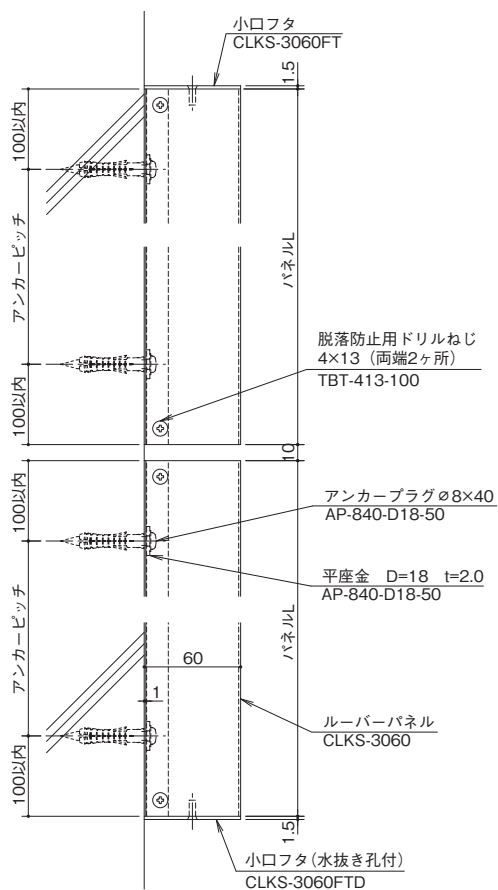 小口フタ
CLKS-3060FT
1.5
100以内
アンカーピッチ
パネルL
脱落防止用ドリルねじ
4×13（両端2ヶ所）
TBT-413-100
100以内
10
100以内
アンカープラグ⌀8×40
AP-840-D18-50
平座金　D=18　t=2.0
AP-840-D18-50
アンカーピッチ
パネルL
60
1
ルーバーパネル
CLKS-3060
100以内
1.5
小口フタ(水抜き孔付)
CLKS-3060FTD